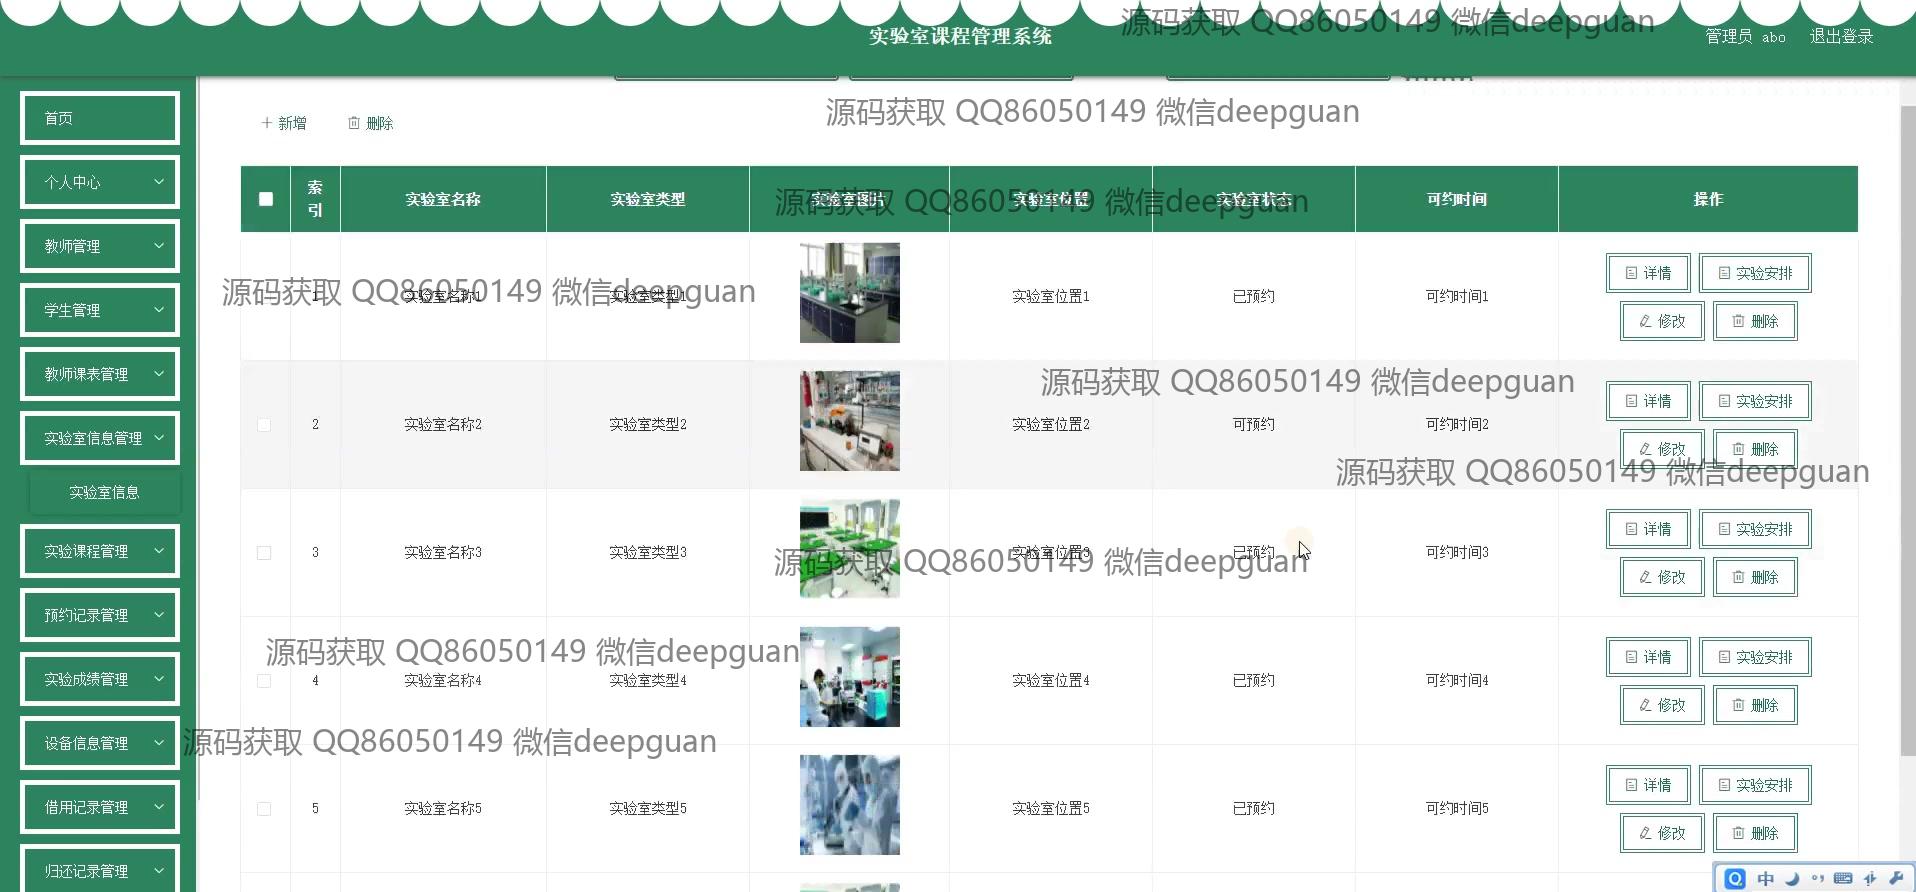 源码获取 QQ86050149 微信deepguan
实验室课程管理系统
管理员 abo 退出登录
首页
个人中心
教师管理
学生管理
教师课表管理
实验室信息管理
实验室信息
实验课程管理
预约记录管理
实验成绩管理
设备信息管理
借用记录管理
归还记录管理
源码获取 QQ86050149 微信deepguan
新增 删除
索引 实验室名称 实验室类型 实验室图片 实验室位置 实验室状态 可约时间 操作
源码获取 QQ86050149 微信deepguan
详情 实验安排
源码获取 QQ86050149 微信deepguan
1 实验室名称1 实验室类型1 实验室位置1 已预约 可约时间1
修改 删除
源码获取 QQ86050149 微信deepguan
详情 实验安排
2 实验室名称2 实验室类型2 实验室位置2 可预约 可约时间2
修改 删除
源码获取 QQ86050149 微信deepguan
详情 实验安排
3 实验室名称3 实验室类型3 实验室位置3 已预约 可约时间3
源码获取 QQ86050149 微信deepguan
修改 删除
源码获取 QQ86050149 微信deepguan
详情 实验安排
4 实验室名称4 实验室类型4 实验室位置4 已预约 可约时间4
修改 删除
源码获取 QQ86050149 微信deepguan
详情 实验安排
5 实验室名称5 实验室类型5 实验室位置5 已预约 可约时间5
修改 删除
中